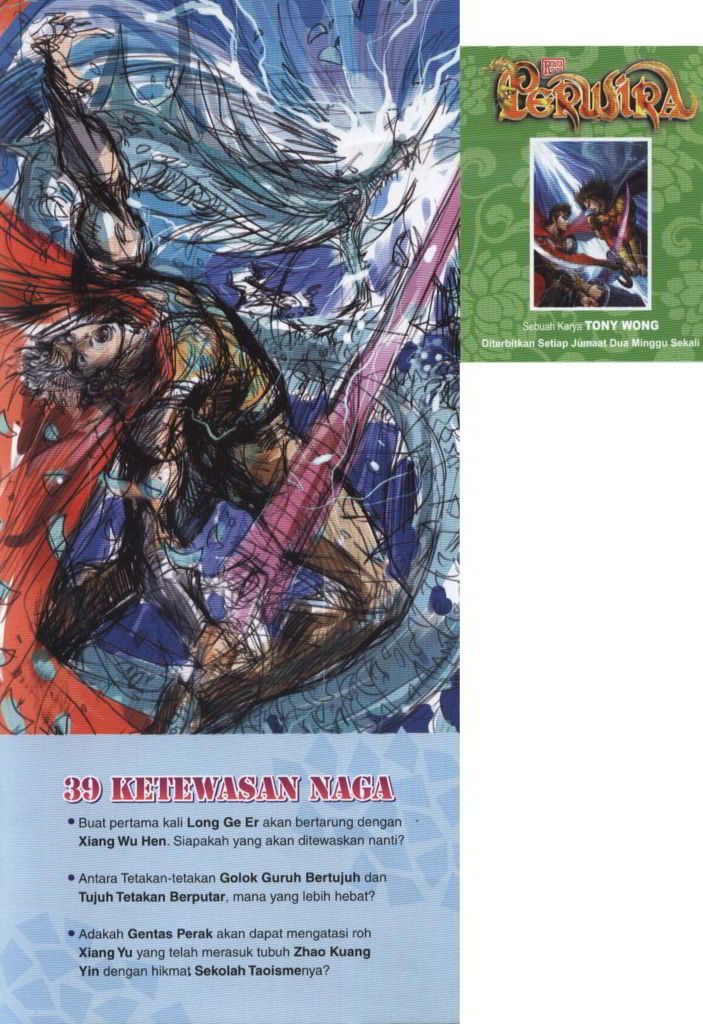 39 KETEWASAN NAGA
• Buat pertama kali Long Ge Er akan bertarung dengan
Xiang Wu Hen. Siapakah yang akan ditewaskan nanti?
• Antara Tetakan-tetakan Golok Guruh Bertujuh dan
Tujuh Tetakan Berputar, mana yang lebih hebat?
• Adakah Gentas Perak akan dapat mengatasi roh
Xiang Yu yang telah merasuk tubuh Zhao Kuang
Yin dengan hikmat Sekolah Taoismenya?
PERWIRA
Sebuah Karya TONY WONG
Diterbitkan Setiap Jumaat Dua Minggu Sekali